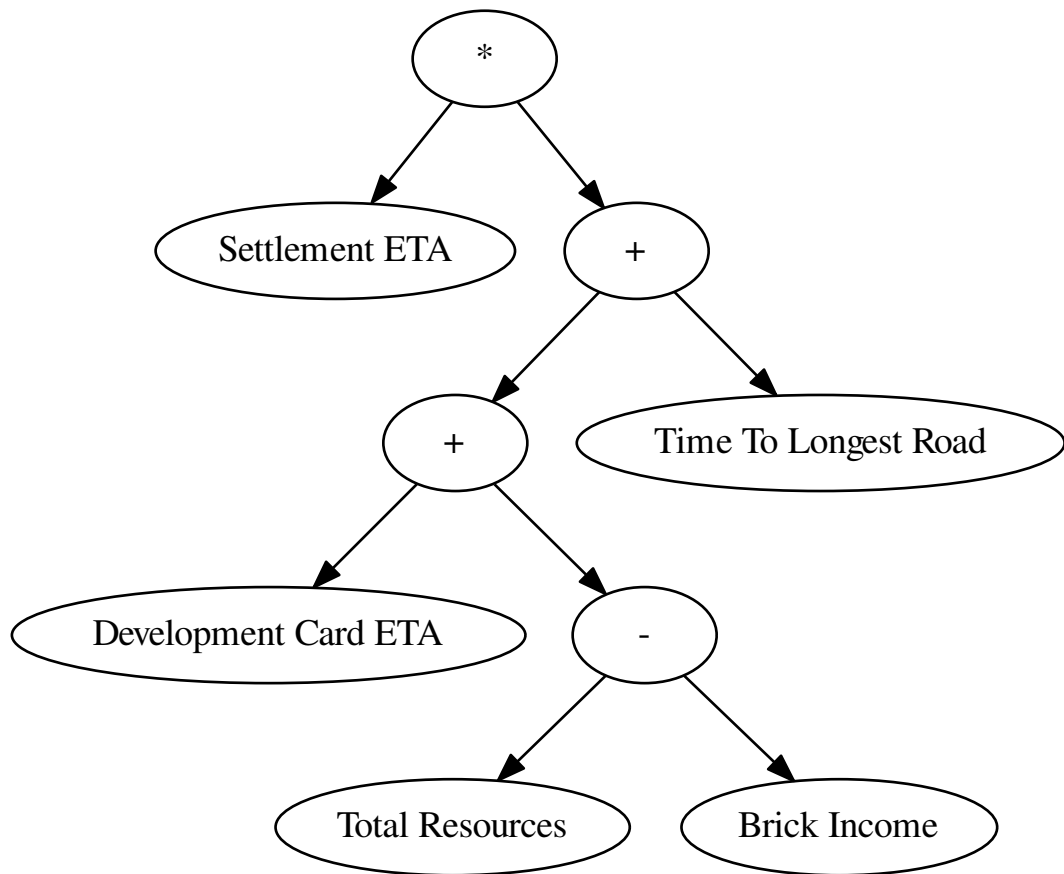 *
Settlement ETA
+
+
Time To Longest Road
Development Card ETA
-
Total Resources
Brick Income